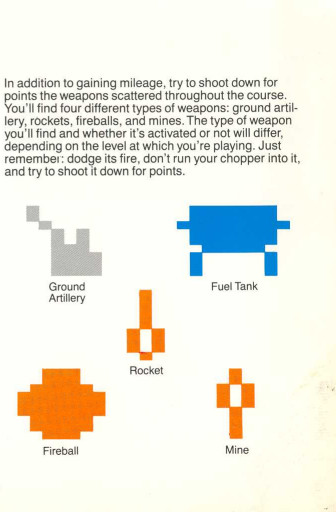 In addition to gaining mileage, try to shoot down for
points the weapons scattered throughout the course.
You'll find four different types of weapons: ground artil-
lery, rockets, fireballs, and mines. The type of weapon
you'll find and whether it's activated or not will differ,
depending on the level at which you're playing. Just
remember: dodge its fire, don't run your chopper into it,
and try to shoot it down for points.
Ground
Artillery
Fuel Tank
Rocket
Fireball
Mine